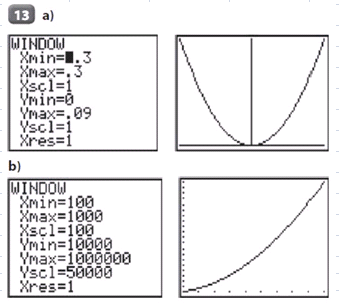 13 a)
WINDOW
Xmin=■.3
Xmax=.3
Xscl=1
Ymin=0
Ymax=.09
Yscl=1
Xres=1
b)
WINDOW
Xmin=100
Xmax=1000
Xscl=100
Ymin=10000
Ymax=1000000
Yscl=50000
Xres=1